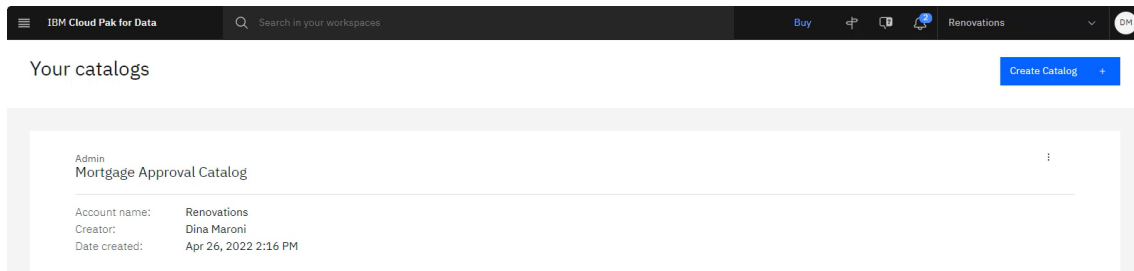 IBM Cloud Pak for Data Search in your workspaces Buy 2 Renovations DM
Your catalogs
Create Catalog +
Admin
Mortgage Approval Catalog
Account name: Renovations
Creator: Dina Maroni
Date created: Apr 26, 2022 2:16 PM